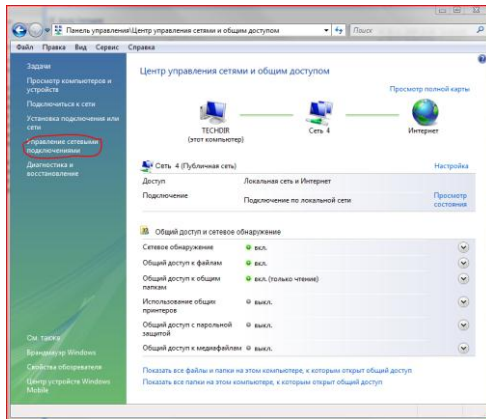 Панель управления\Центр управления сетями и общим доступом
Поиск
Файл Правка Вид Сервис Справка
Задачи
Просмотр компьютеров и устройств
Подключиться к сети
Установка подключения или сети
Управление сетевыми подключениями
Диагностика и восстановление
См. также
Брандмауэр Windows
Свойства обозревателя
Центр устройств Windows Mobile
Центр управления сетями и общим доступом
Просмотр полной карты
TECHDIR
(этот компьютер)
Сеть 4
Интернет
Сеть 4 (Публичная сеть)
Настройка
Доступ
Локальная сеть и Интернет
Подключение
Подключение по локальной сети
Просмотр состояния
Общий доступ и сетевое обнаружение
Сетевое обнаружение
вкл.
Общий доступ к файлам
вкл.
Общий доступ к общим папкам
вкл. (только чтение)
Использование общих принтеров
выкл.
Общий доступ с парольной защитой
выкл.
Общий доступ к медиафайлам
выкл.
Показать все файлы и папки на этом компьютере, к которым открыт общий доступ
Показать все папки на этом компьютере, к которым открыт общий доступ